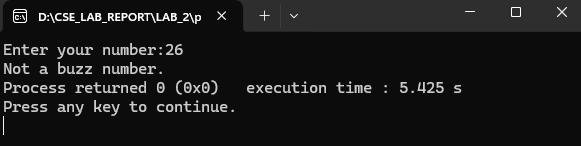 D:\CSE_LAB_REPORT\LAB_2\p
Enter your number:26
Not a buzz number.
Process returned 0 (0x0)   execution time : 5.425 s
Press any key to continue.